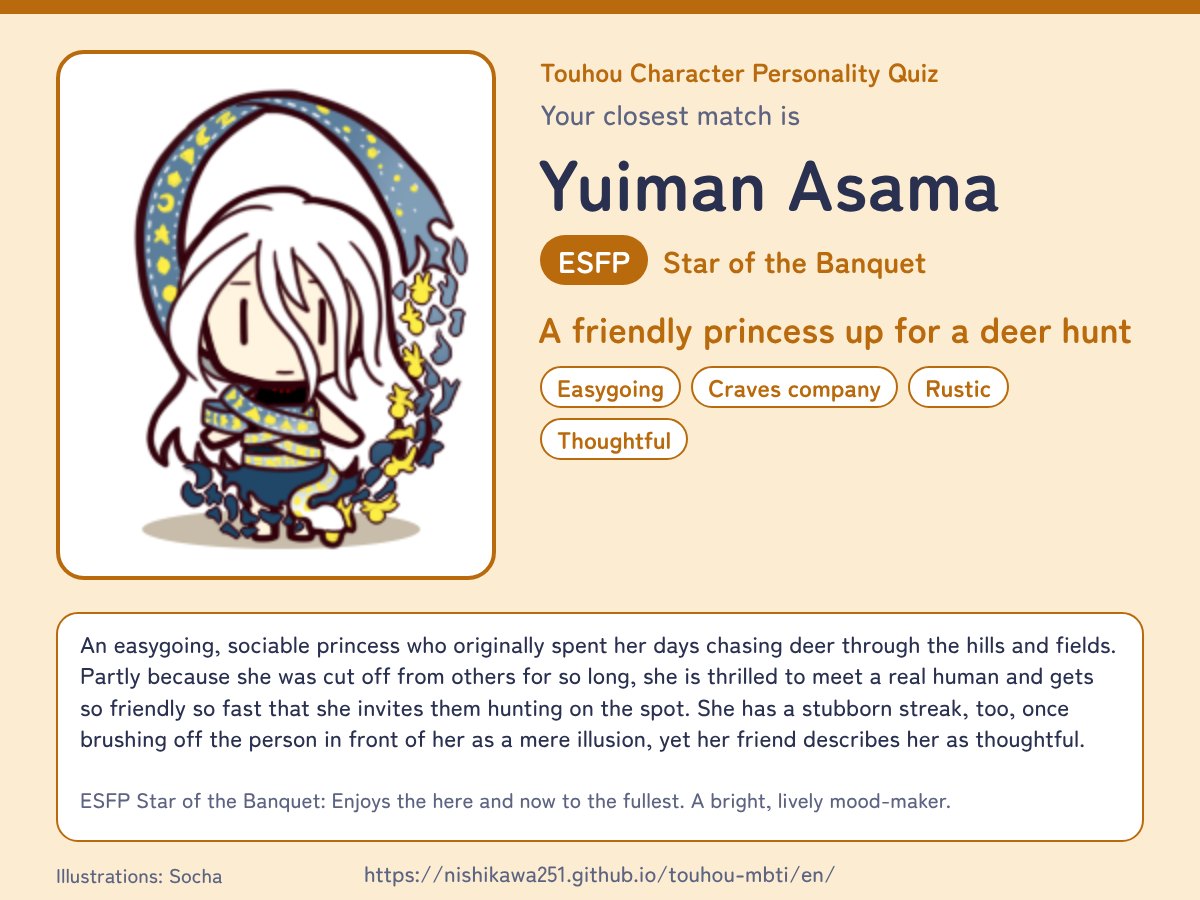 Touhou Character Personality Quiz
Your closest match is
Yuiman Asama
ESFP Star of the Banquet
A friendly princess up for a deer hunt
Easygoing Craves company Rustic
Thoughtful
An easygoing, sociable princess who originally spent her days chasing deer through the hills and fields.
Partly because she was cut off from others for so long, she is thrilled to meet a real human and gets
so friendly so fast that she invites them hunting on the spot. She has a stubborn streak, too, once
brushing off the person in front of her as a mere illusion, yet her friend describes her as thoughtful.
ESFP Star of the Banquet: Enjoys the here and now to the fullest. A bright, lively mood-maker.
Illustrations: Socha https://nishikawa251.github.io/touhou-mbti/en/